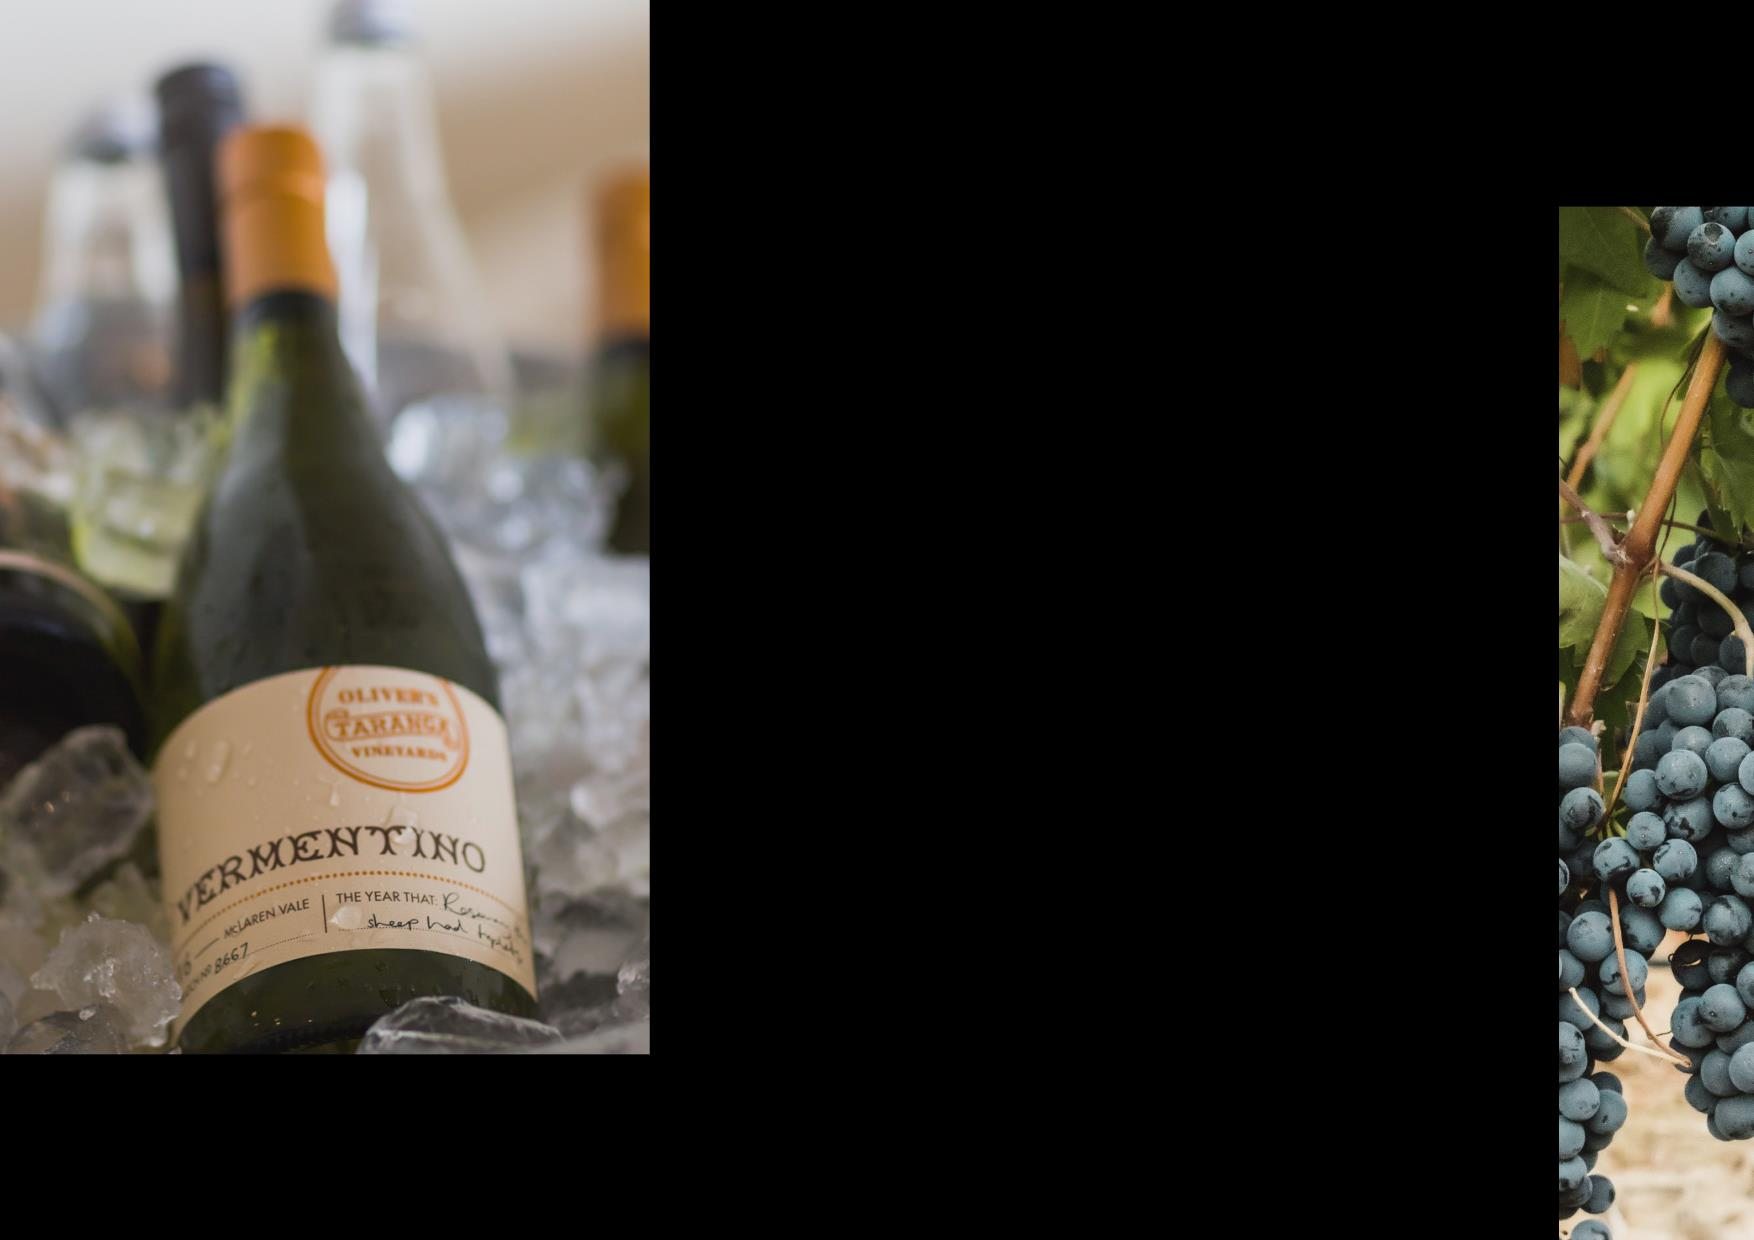 OLIVER'S
TARANGA
VINEYARDS
VERMENTINO
McLAREN VALE
THE YEAR THAT:
sheep had
8667